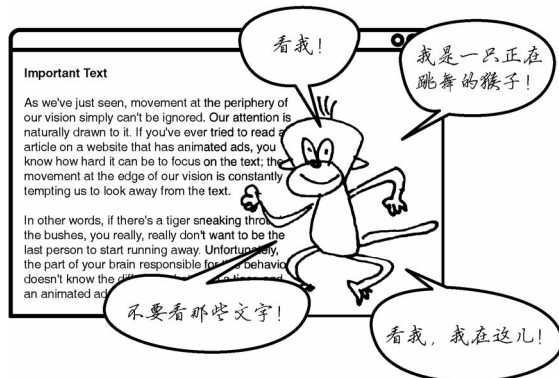 看我！
我是一只正在
跳舞的猴子！
Important Text
As we've just seen, movement at the periphery of
our vision simply can't be ignored. Our attention is
naturally drawn to it. If you've ever tried to read a
article on a website that has animated ads, you
know how hard it can be to focus on the text; the
movement at the edge of our vision is constantly
tempting us to look away from the text.
In other words, if there's a tiger sneaking
the bushes, you really, really don't want to be the
last person to start running away. Unfortunately,
the part of your brain responsible for behavio
doesn't know the a tiger and
an animated ad
不要看那些文字！
看我，我在这儿！